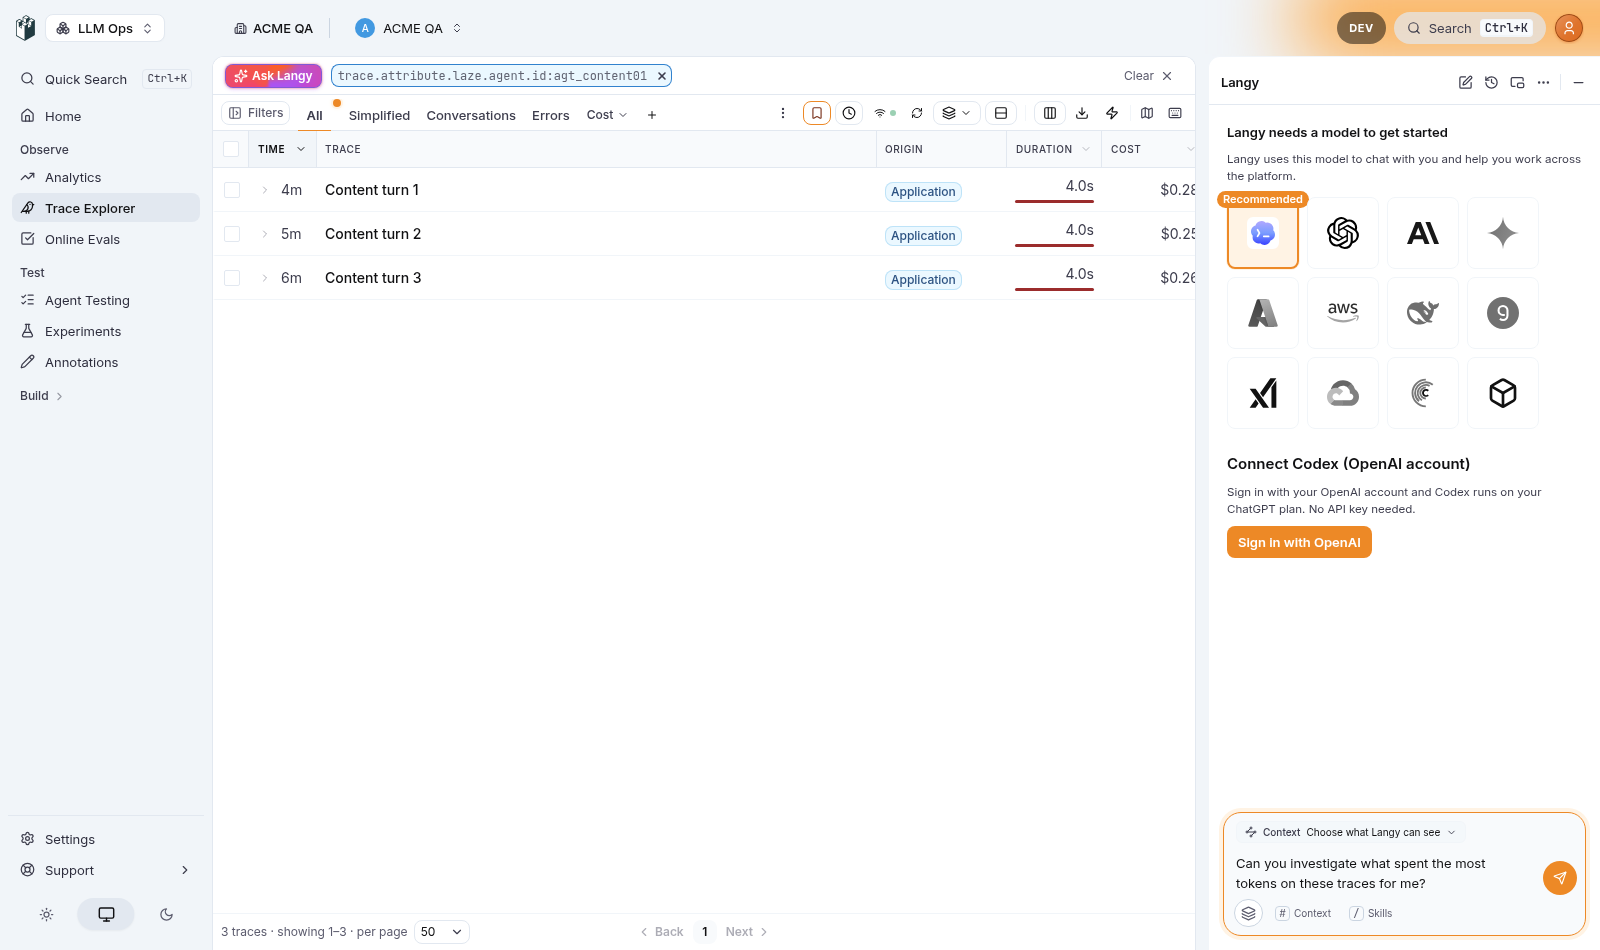 LLM Ops
ACME QA
A ACME QA
DEV
Search Ctrl+K
Quick Search Ctrl+K
Home
Observe
Analytics
Trace Explorer
Online Evals
Test
Agent Testing
Experiments
Annotations
Build
Settings
Support
Ask Langy trace.attribute.laze.agent.id:agt_content01 Clear
Filters All Simplified Conversations Errors Cost
TIME TRACE ORIGIN DURATION COST
4m Content turn 1 Application 4.0s $0.28
5m Content turn 2 Application 4.0s $0.25
6m Content turn 3 Application 4.0s $0.26
3 traces · showing 1–3 · per page 50 Back 1 Next
Langy
Langy needs a model to get started
Langy uses this model to chat with you and help you work across
the platform.
Recommended
aws
Connect Codex (OpenAI account)
Sign in with your OpenAI account and Codex runs on your
ChatGPT plan. No API key needed.
Sign in with OpenAI
Context Choose what Langy can see
Can you investigate what spent the most
tokens on these traces for me?
# Context / Skills